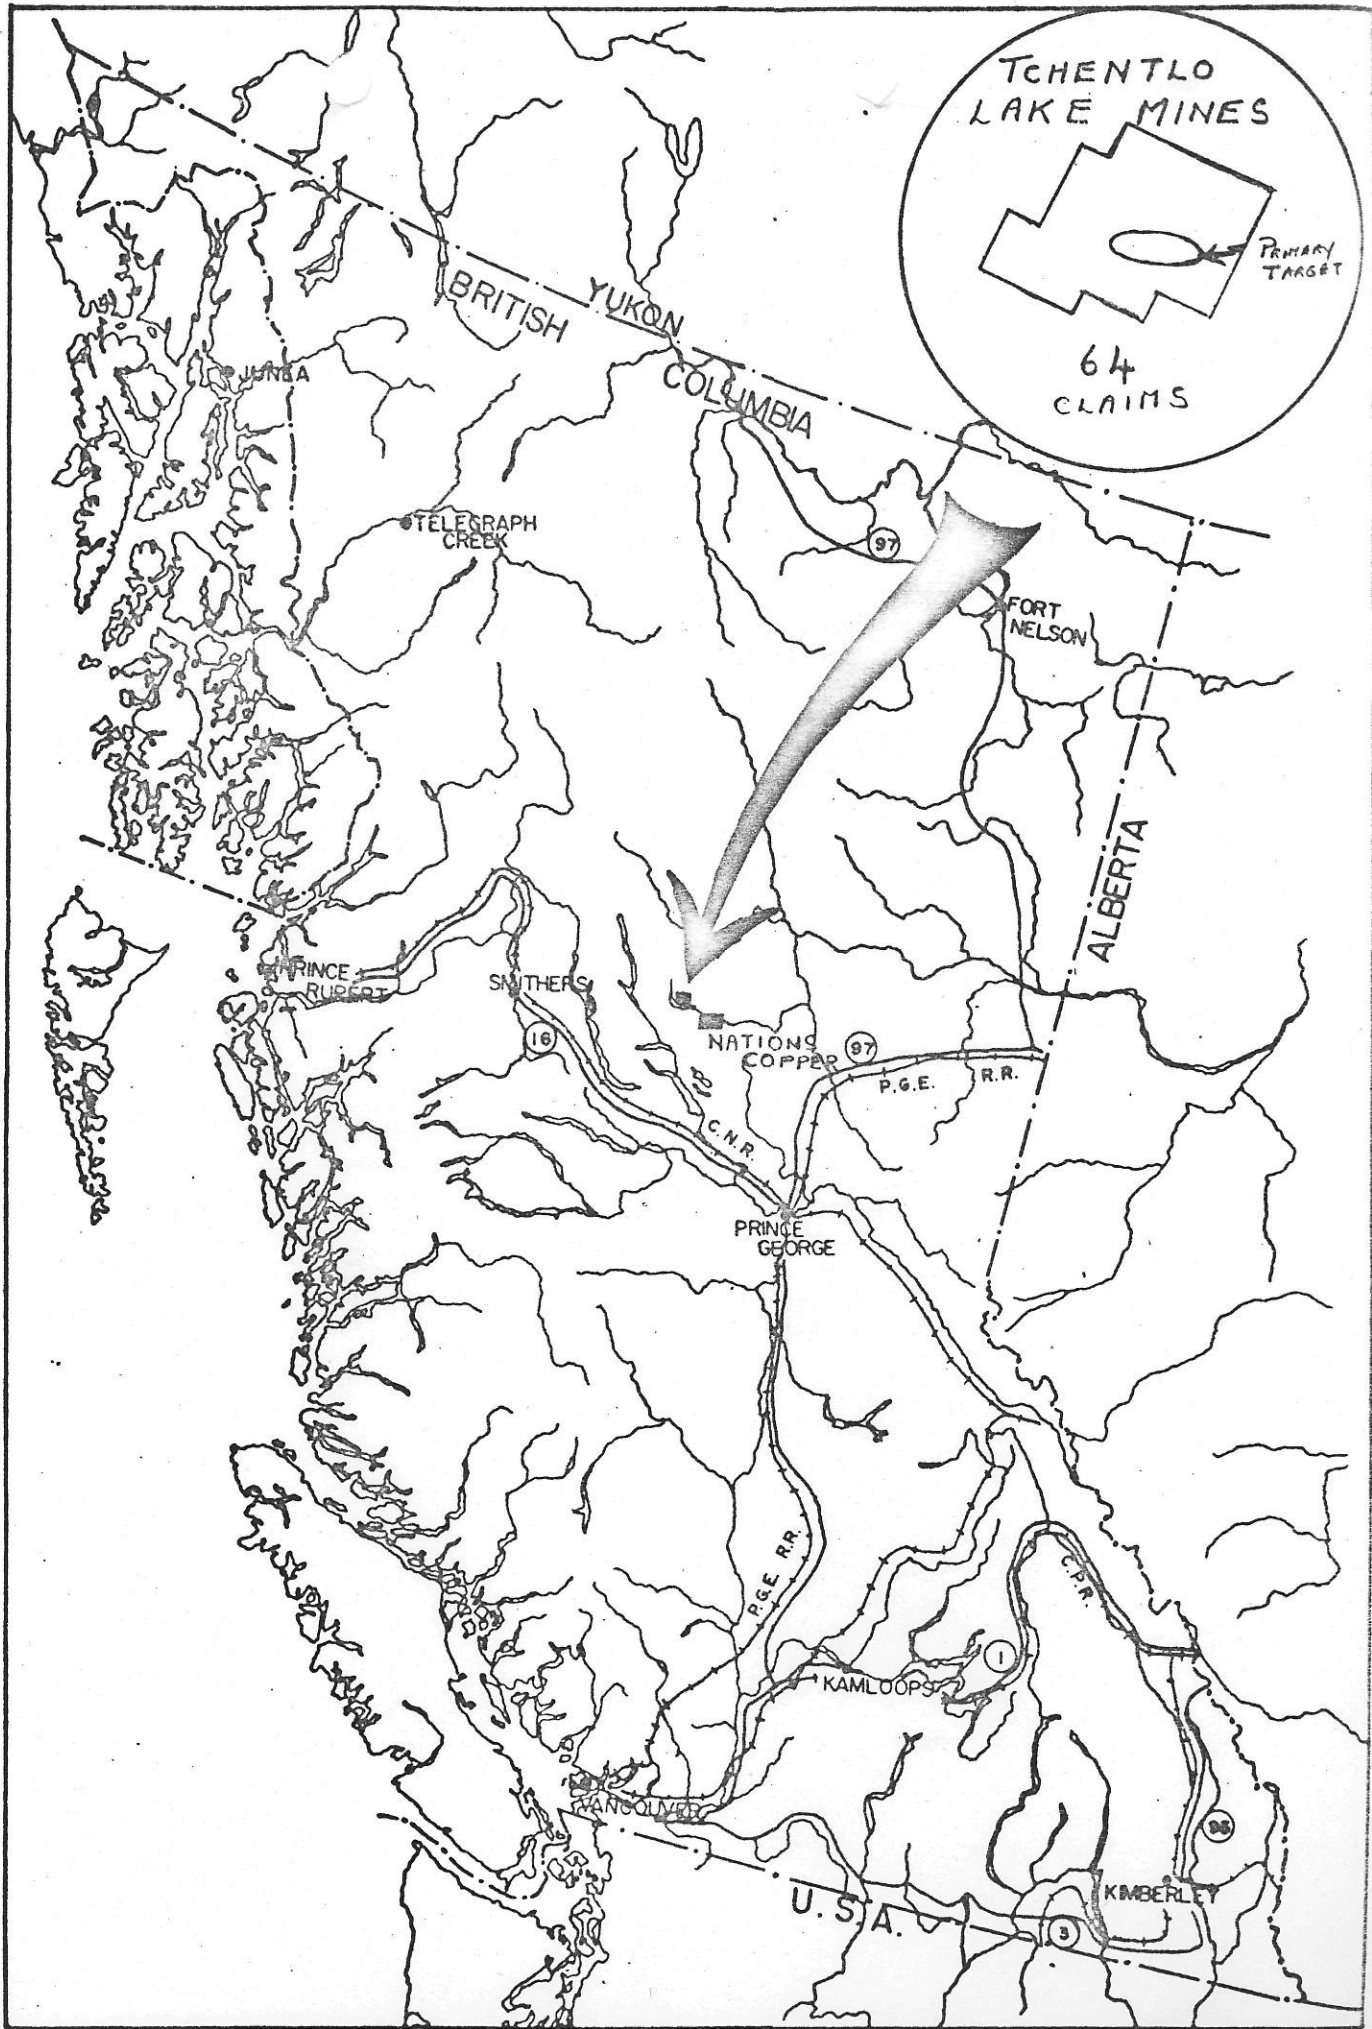 TCHENTLO
LAKE MINES
PRIMARY
TARGET
64
CLAIMS
YUKON
BRITISH
COLUMBIA
JUNEA
TELEGRAPH
CREEK
97
FORT
NELSON
ALBERTA
PRINCE
RUPERT
SMITHERS
16
NATIONS
COPPER
97
P.G.E. R.R.
C.N.R.
PRINCE
GEORGE
P.G.E. R.R.
C.P.R.
1
KAMLOOPS
VANCOUVER
95
KIMBERLEY
U.S.A.
3